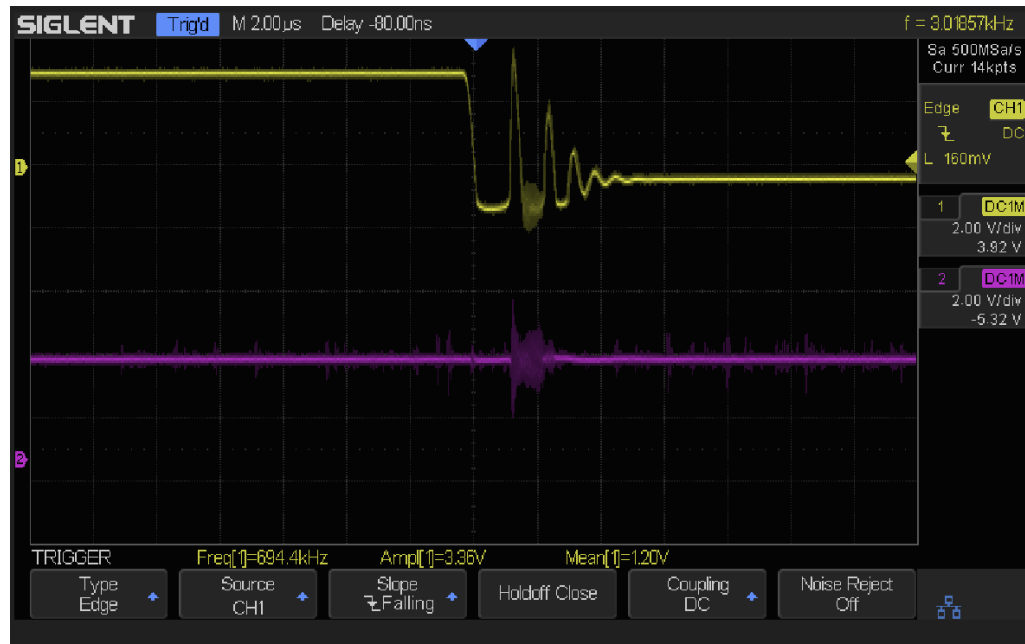 SIGLENT Trig'd M 2.00µs Delay -80.00ns f = 3.01857kHz
Sa 500MSa/s
Curr 14kpts
Edge CH1
DC
L 160mV
1 DC1M
2.00 V/div
3.92 V
2 DC1M
2.00 V/div
-5.32 V
1
2
TRIGGER Freq[1]=694.4kHz Ampl[1]=3.36V Mean[1]=1.20V
Type Source Slope Holdoff Close Coupling Noise Reject
Edge CH1 Falling DC Off